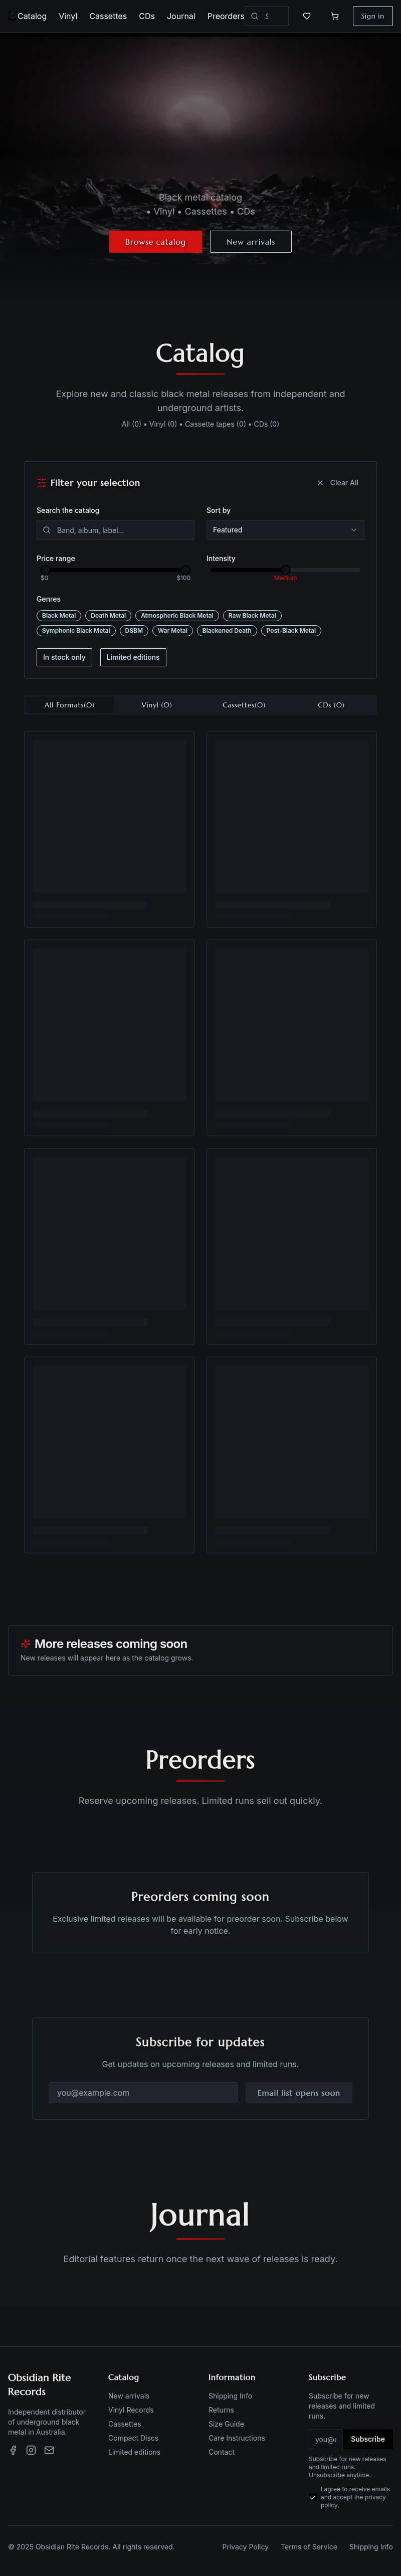 Catalog Vinyl Cassettes CDs Journal Preorders Sign in
Black metal catalog
• Vinyl • Cassettes • CDs
Browse catalog New arrivals
Catalog
Explore new and classic black metal releases from independent and
underground artists.
All (0) • Vinyl (0) • Cassette tapes (0) • CDs (0)
Filter your selection Clear All
Search the catalog Sort by
Band, album, label... Featured
Price range Intensity
$0 $100 Medium
Genres
Black Metal Death Metal Atmospheric Black Metal Raw Black Metal
Symphonic Black Metal DSBM War Metal Blackened Death Post-Black Metal
In stock only Limited editions
All Formats(0) Vinyl (0) Cassettes(0) CDs (0)
More releases coming soon
New releases will appear here as the catalog grows.
Preorders
Reserve upcoming releases. Limited runs sell out quickly.
Preorders coming soon
Exclusive limited releases will be available for preorder soon. Subscribe below
for early notice.
Subscribe for updates
Get updates on upcoming releases and limited runs.
you@example.com Email list opens soon
Journal
Editorial features return once the next wave of releases is ready.
Obsidian Rite
Records
Independent distributor
of underground black
metal in Australia.
Catalog
New arrivals
Vinyl Records
Cassettes
Compact Discs
Limited editions
Information
Shipping Info
Returns
Size Guide
Care Instructions
Contact
Subscribe
Subscribe for new
releases and limited
runs.
Subscribe
Subscribe for new releases
and limited runs.
Unsubscribe anytime.
I agree to receive emails
and accept the privacy
policy.
© 2025 Obsidian Rite Records. All rights reserved. Privacy Policy Terms of Service Shipping Info